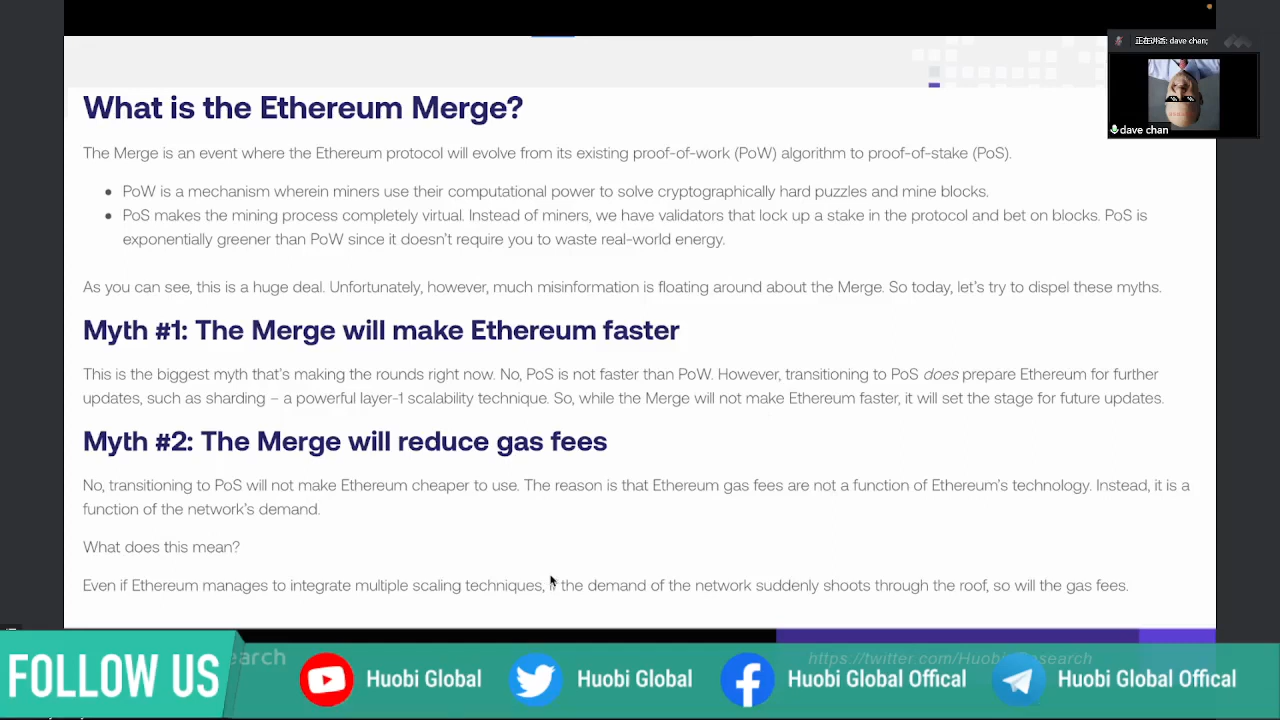 正在讲话: dave chan;
dave chan
What is the Ethereum Merge?
The Merge is an event where the Ethereum protocol will evolve from its existing proof-of-work (PoW) algorithm to proof-of-stake (PoS).
PoW is a mechanism wherein miners use their computational power to solve cryptographically hard puzzles and mine blocks.
PoS makes the mining process completely virtual. Instead of miners, we have validators that lock up a stake in the protocol and bet on blocks. PoS is
exponentially greener than PoW since it doesn't require you to waste real-world energy.
As you can see, this is a huge deal. Unfortunately, however, much misinformation is floating around about the Merge. So today, let's try to dispel these myths.
Myth #1: The Merge will make Ethereum faster
This is the biggest myth that's making the rounds right now. No, PoS is not faster than PoW. However, transitioning to PoS does prepare Ethereum for further
updates, such as sharding – a powerful layer-1 scalability technique. So, while the Merge will not make Ethereum faster, it will set the stage for future updates.
Myth #2: The Merge will reduce gas fees
No, transitioning to PoS will not make Ethereum cheaper to use. The reason is that Ethereum gas fees are not a function of Ethereum's technology. Instead, it is a
function of the network's demand.
What does this mean?
Even if Ethereum manages to integrate multiple scaling techniques, if the demand of the network suddenly shoots through the roof, so will the gas fees.
earch
https://twitter.com/Huobi_Research
FOLLOW US
Huobi Global
Huobi Global
Huobi Global Offical
Huobi Global Offical